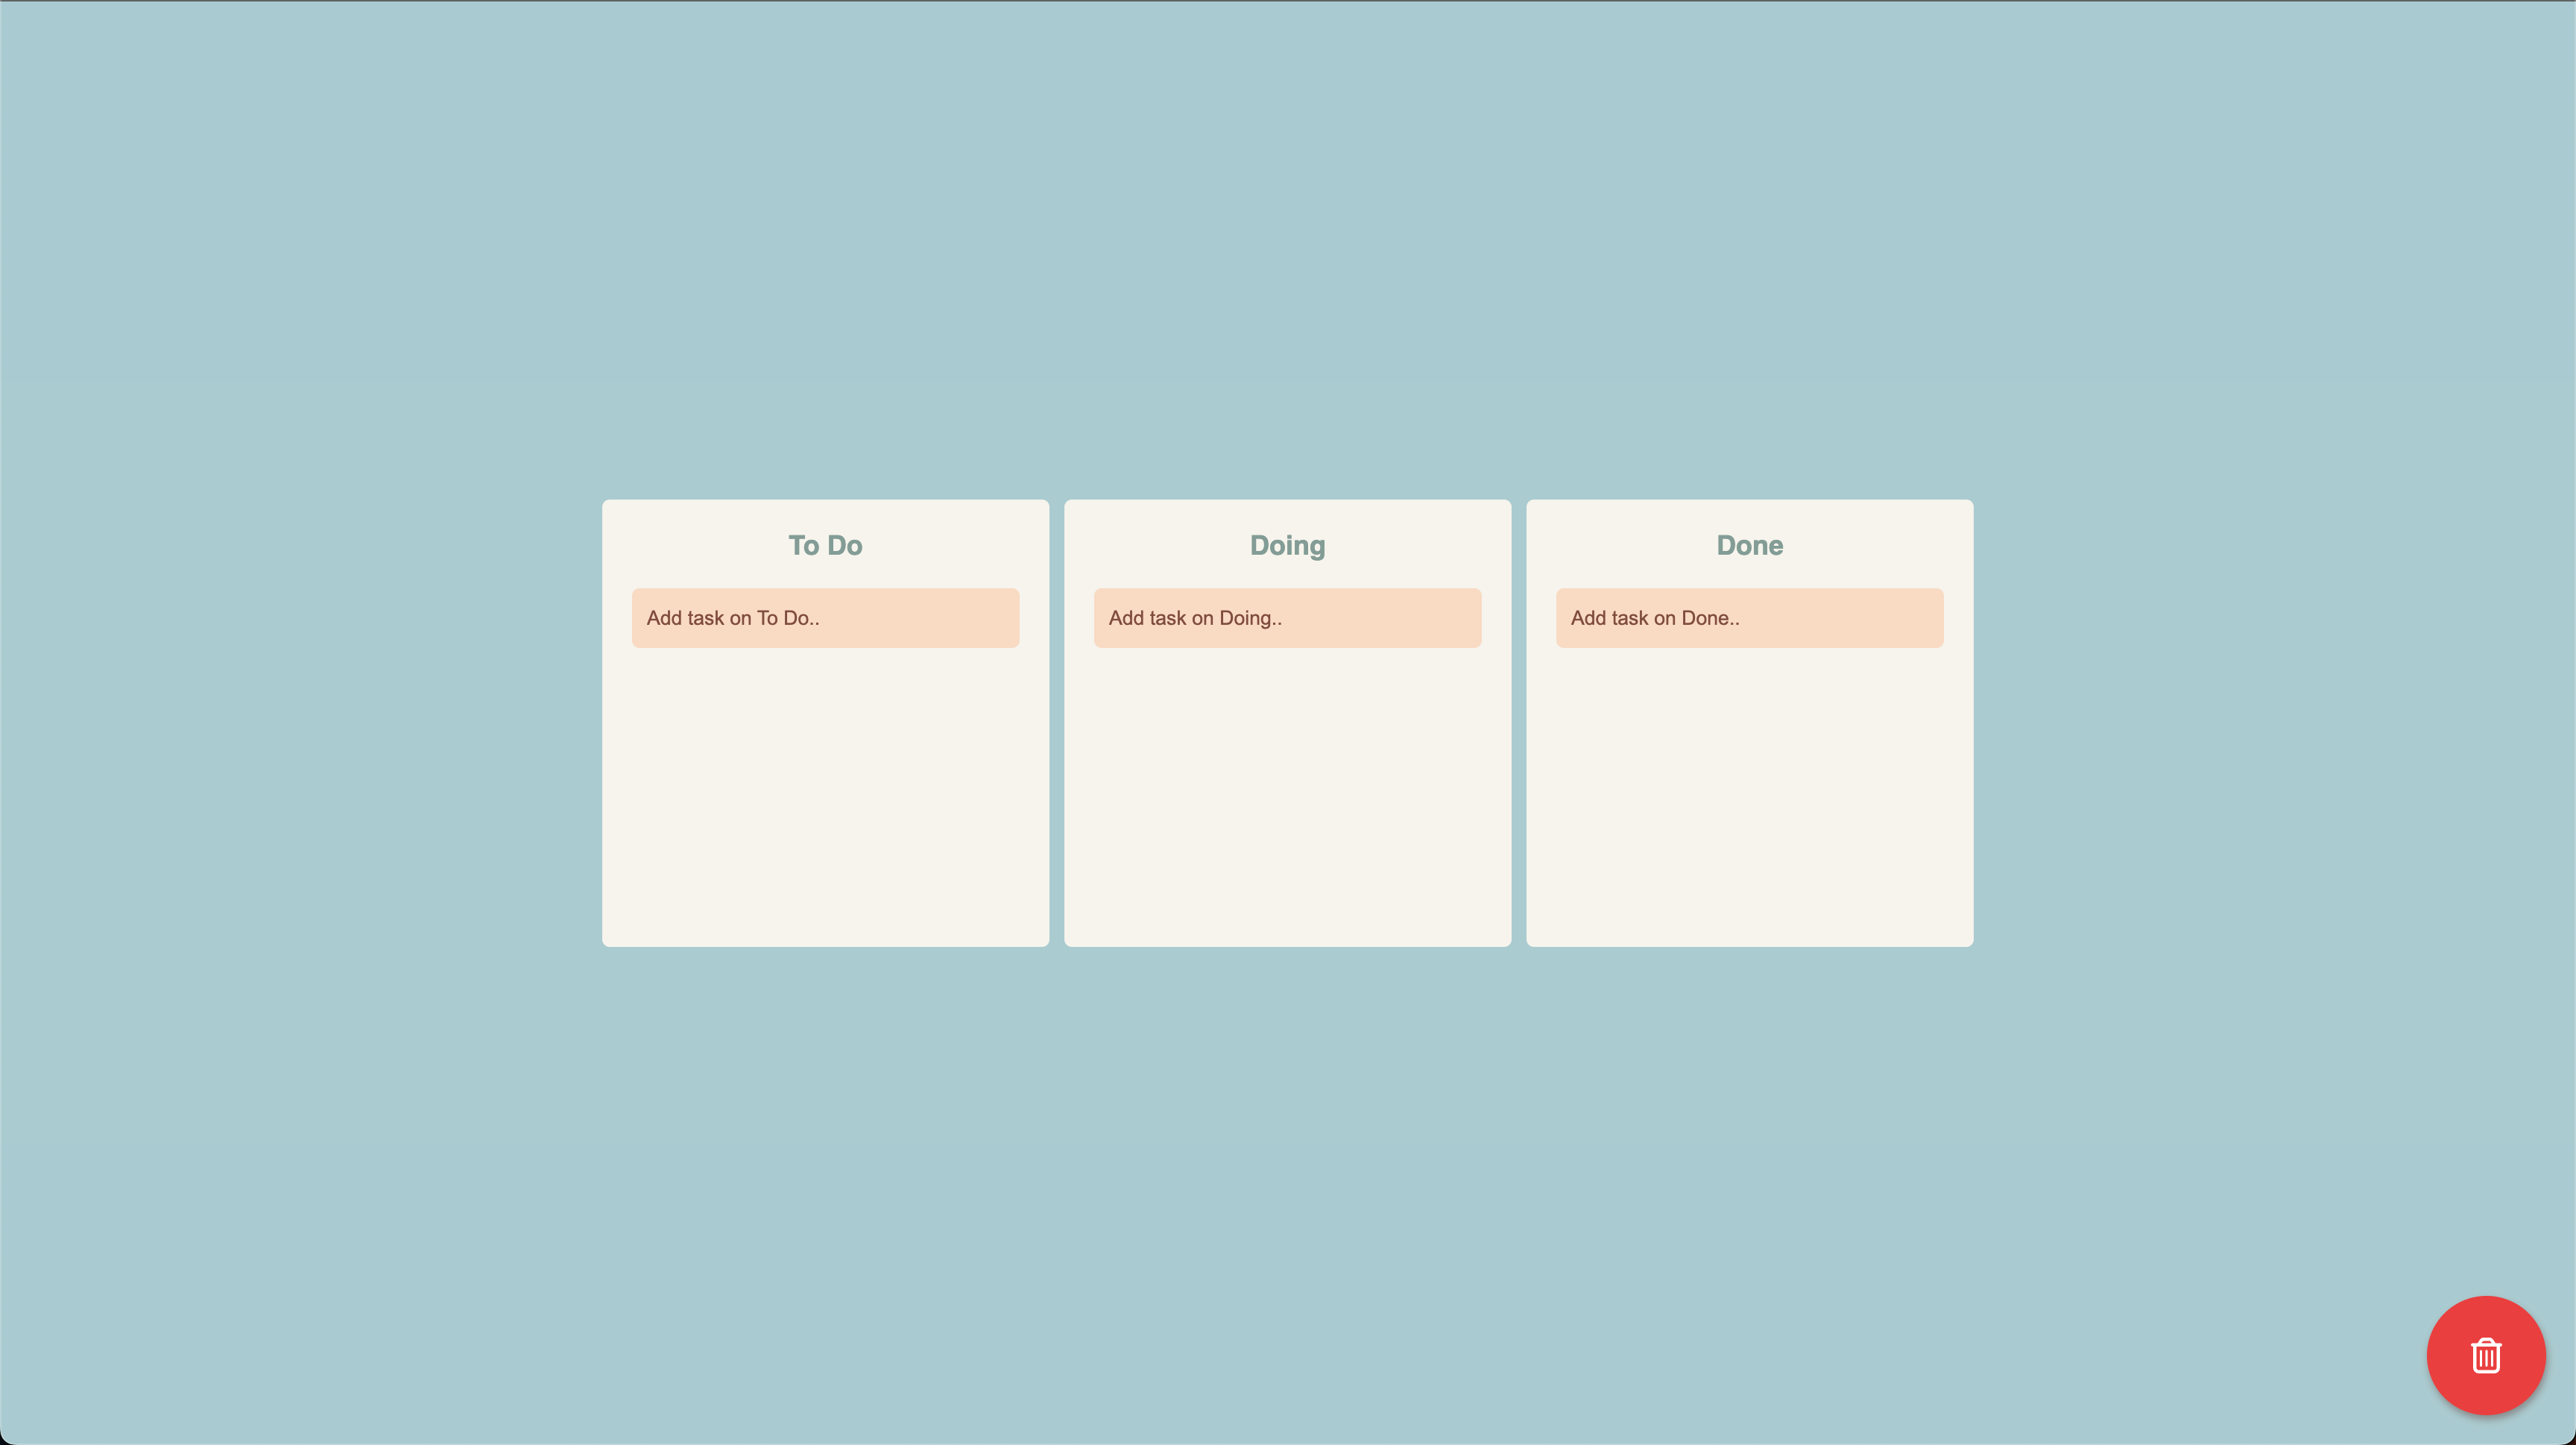 To Do
Add task on To Do..
Doing
Add task on Doing..
Done
Add task on Done..